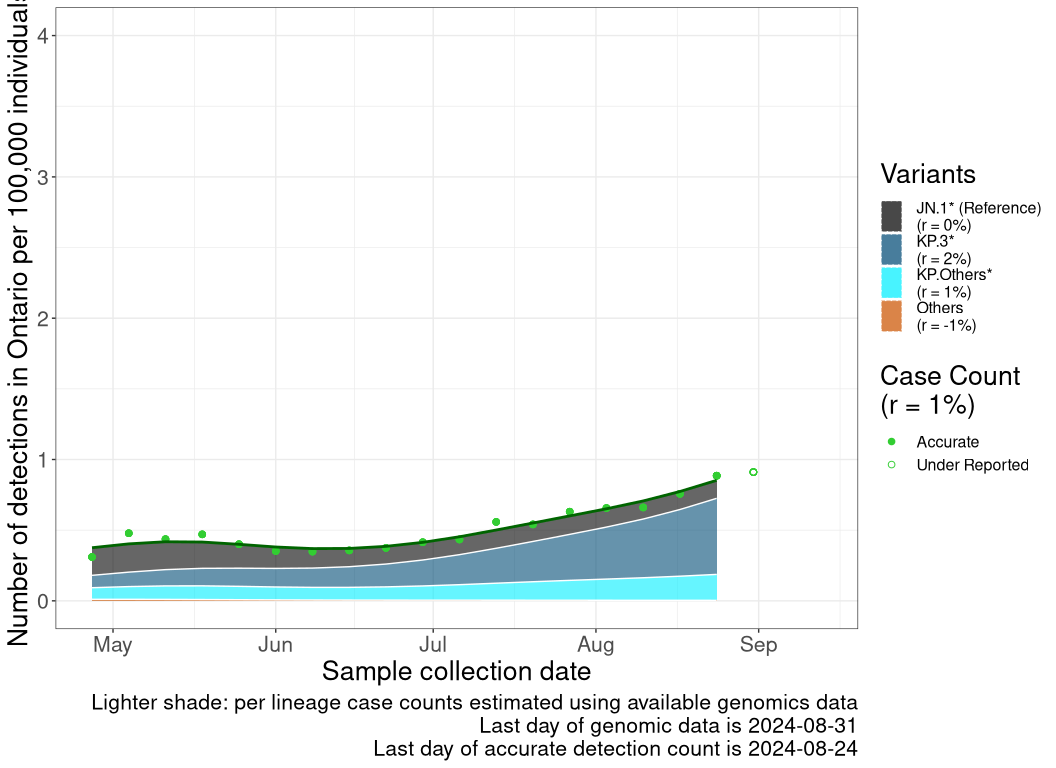 Number of detections in Ontario per 100,000 individuals
4
3
2
1
0
May
Jun
Jul
Aug
Sep
Sample collection date
Lighter shade: per lineage case counts estimated using available genomics data
Last day of genomic data is 2024-08-31
Last day of accurate detection count is 2024-08-24
Variants
JN.1* (Reference)
(r = 0%)
KP.3*
(r = 2%)
KP.Others*
(r = 1%)
Others
(r = -1%)
Case Count
(r = 1%)
Accurate
Under Reported